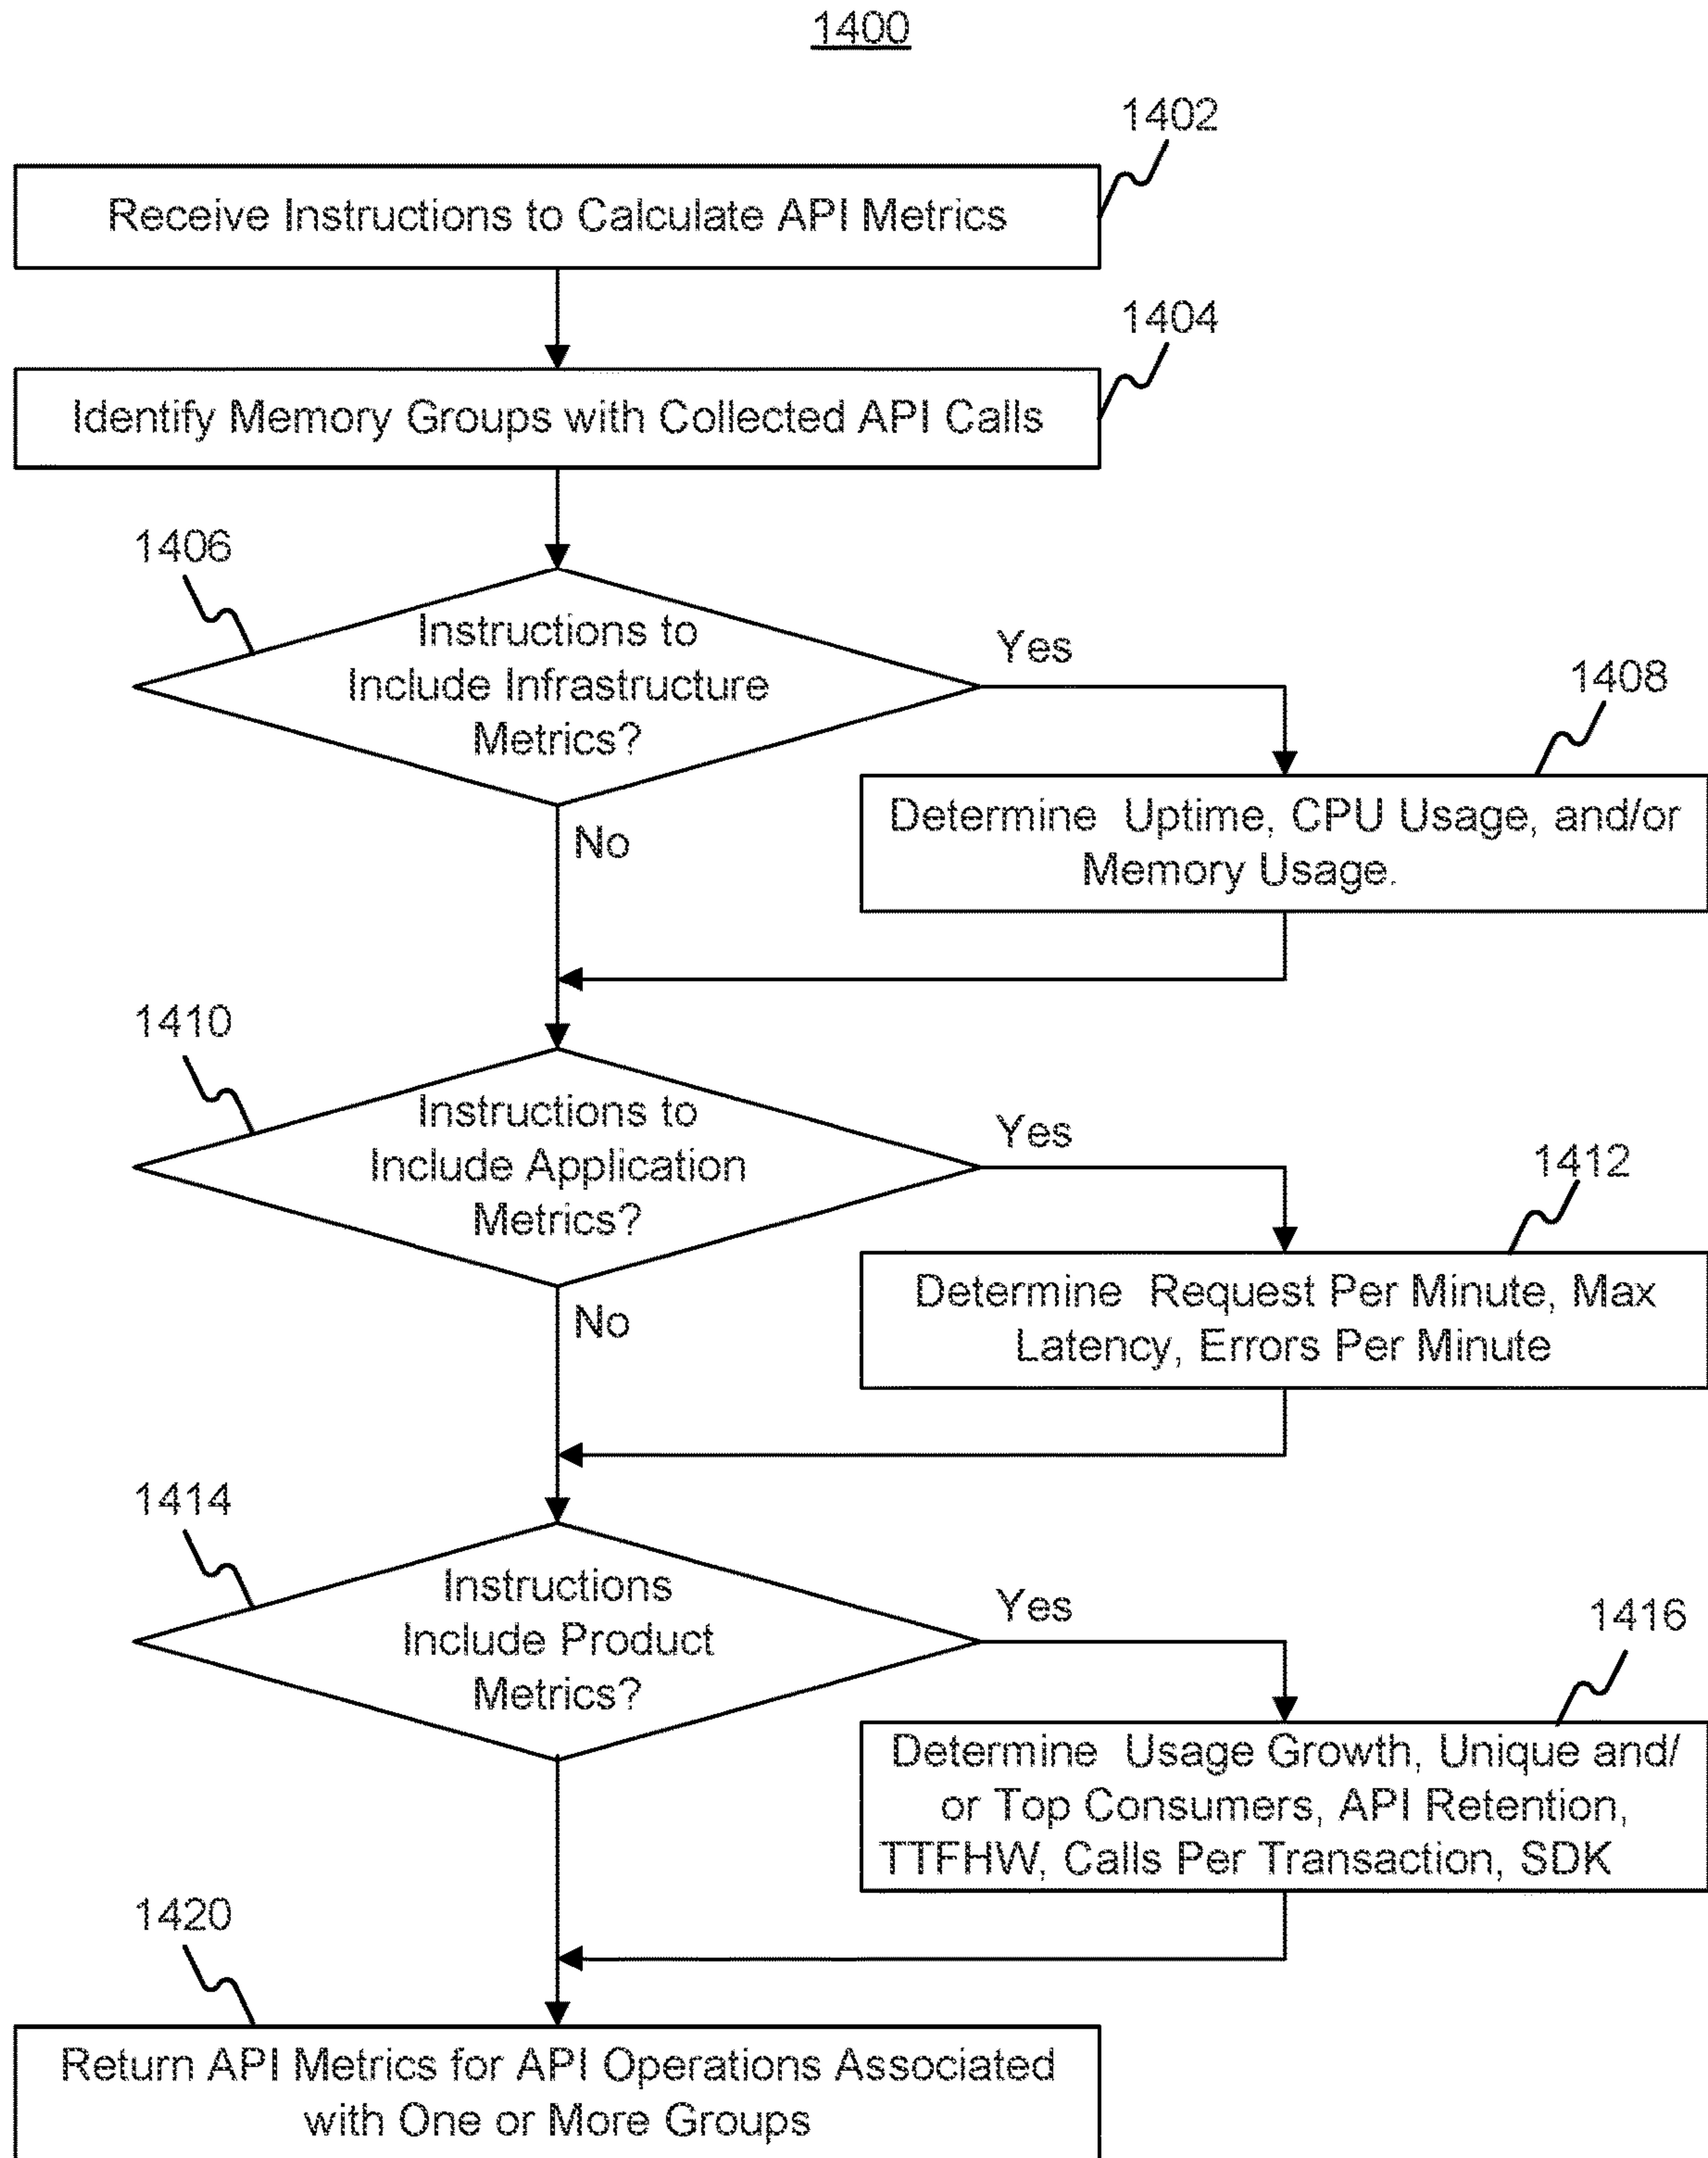 1400
1402
Receive Instructions to Calculate API Metrics
1404
Identify Memory Groups with Collected API Calls
1406
Instructions to
Include Infrastructure
Metrics?
Yes
1408
Determine Uptime, CPU Usage, and/or
Memory Usage.
No
1410
Instructions to
Include Application
Metrics?
Yes
1412
Determine Request Per Minute, Max
Latency, Errors Per Minute
No
1414
Instructions
Include Product
Metrics?
Yes
1416
Determine Usage Growth, Unique and/
or Top Consumers, API Retention,
TTFHW, Calls Per Transaction, SDK
1420
Return API Metrics for API Operations Associated
with One or More Groups